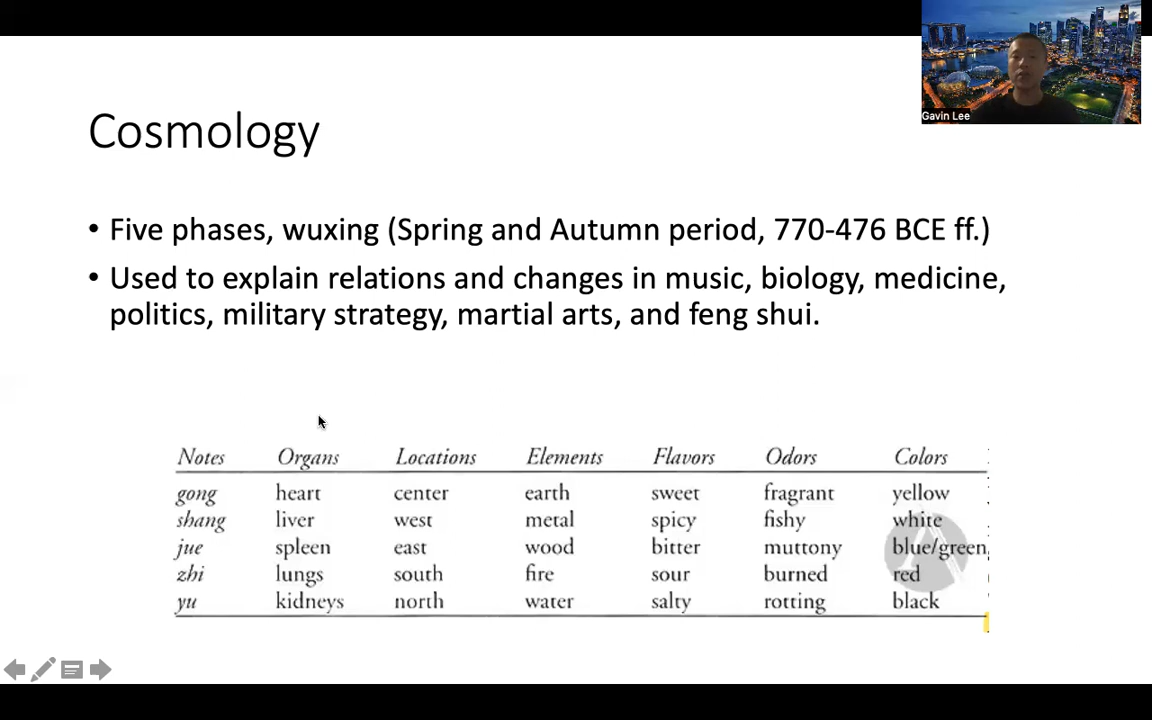 Gavin Lee
Cosmology
• Five phases, wuxing (Spring and Autumn period, 770-476 BCE ff.)
• Used to explain relations and changes in music, biology, medicine,
politics, military strategy, martial arts, and feng shui.
Notes Organs Locations Elements Flavors Odors Colors
gong heart center earth sweet fragrant yellow
shang liver west metal spicy fishy white
jue spleen east wood bitter muttony blue/green
zhi lungs south fire sour burned red
yu kidneys north water salty rotting black